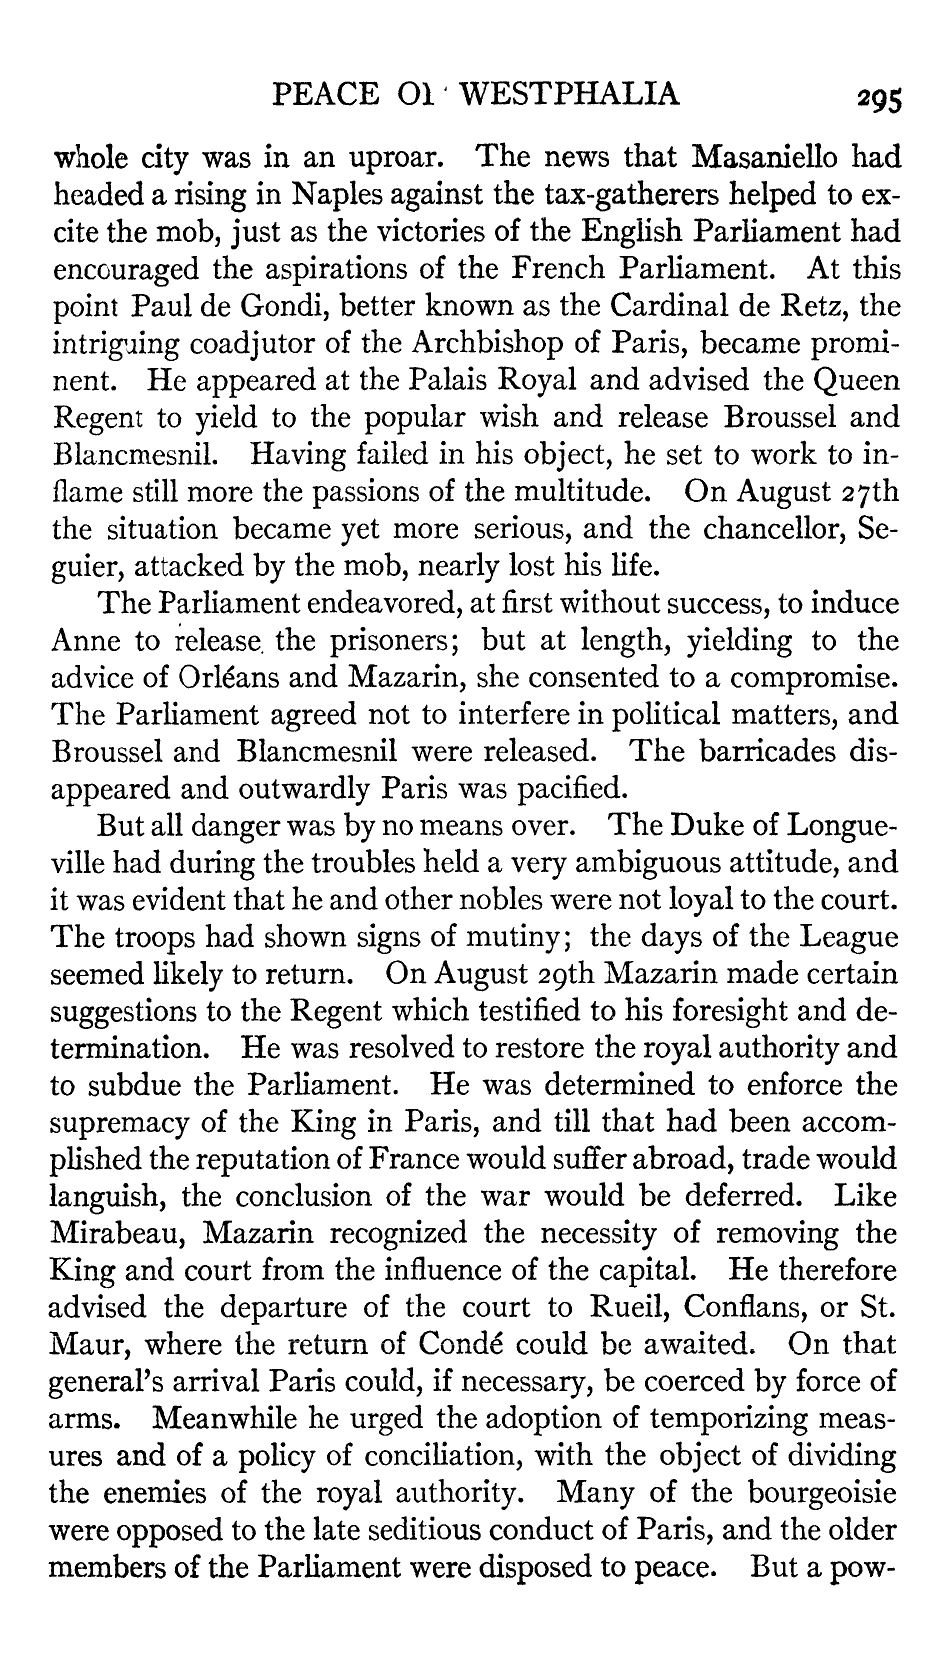 PEACE OF WESTPHALIA 295
whole city was in an uproar. The news that Masaniello had
headed a rising in Naples against the tax-gatherers helped to ex-
cite the mob, just as the victories of the English Parliament had
encouraged the aspirations of the French Parliament. At this
point Paul de Gondi, better known as the Cardinal de Retz, the
intriguing coadjutor of the Archbishop of Paris, became promi-
nent. He appeared at the Palais Royal and advised the Queen
Regent to yield to the popular wish and release Broussel and
Blancmesnil. Having failed in his object, he set to work to in-
flame still more the passions of the multitude. On August 27th
the situation became yet more serious, and the chancellor, Se-
guier, attacked by the mob, nearly lost his life.
The Parliament endeavored, at first without success, to induce
Anne to release the prisoners; but at length, yielding to the
advice of Orléans and Mazarin, she consented to a compromise.
The Parliament agreed not to interfere in political matters, and
Broussel and Blancmesnil were released. The barricades dis-
appeared and outwardly Paris was pacified.
But all danger was by no means over. The Duke of Longue-
ville had during the troubles held a very ambiguous attitude, and
it was evident that he and other nobles were not loyal to the court.
The troops had shown signs of mutiny; the days of the League
seemed likely to return. On August 29th Mazarin made certain
suggestions to the Regent which testified to his foresight and de-
termination. He was resolved to restore the royal authority and
to subdue the Parliament. He was determined to enforce the
supremacy of the King in Paris, and till that had been accom-
plished the reputation of France would suffer abroad, trade would
languish, the conclusion of the war would be deferred. Like
Mirabeau, Mazarin recognized the necessity of removing the
King and court from the influence of the capital. He therefore
advised the departure of the court to Rueil, Conflans, or St.
Maur, where the return of Condé could be awaited. On that
general's arrival Paris could, if necessary, be coerced by force of
arms. Meanwhile he urged the adoption of temporizing meas-
ures and of a policy of conciliation, with the object of dividing
the enemies of the royal authority. Many of the bourgeoisie
were opposed to the late seditious conduct of Paris, and the older
members of the Parliament were disposed to peace. But a pow-